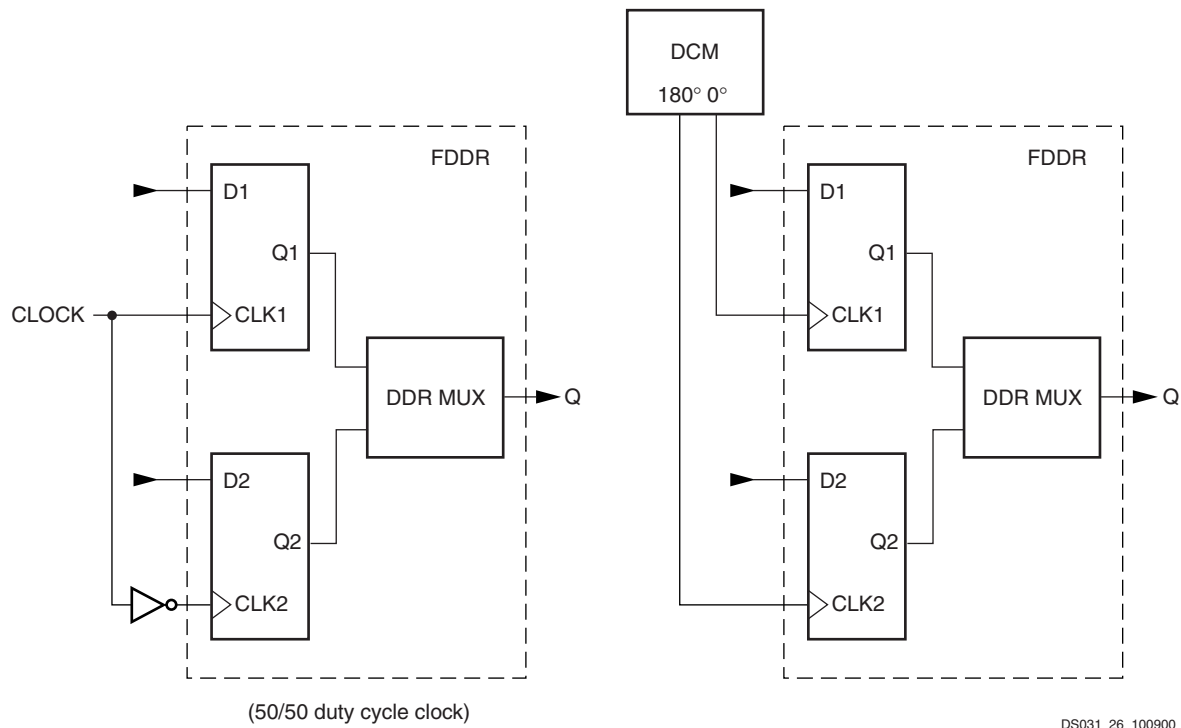 DCM
180° 0°
FDDR
D1
Q1
CLOCK
CLK1
DDR MUX
Q
D2
Q2
CLK2
(50/50 duty cycle clock)
FDDR
D1
Q1
CLK1
DDR MUX
Q
D2
Q2
CLK2
DS031_26_100900